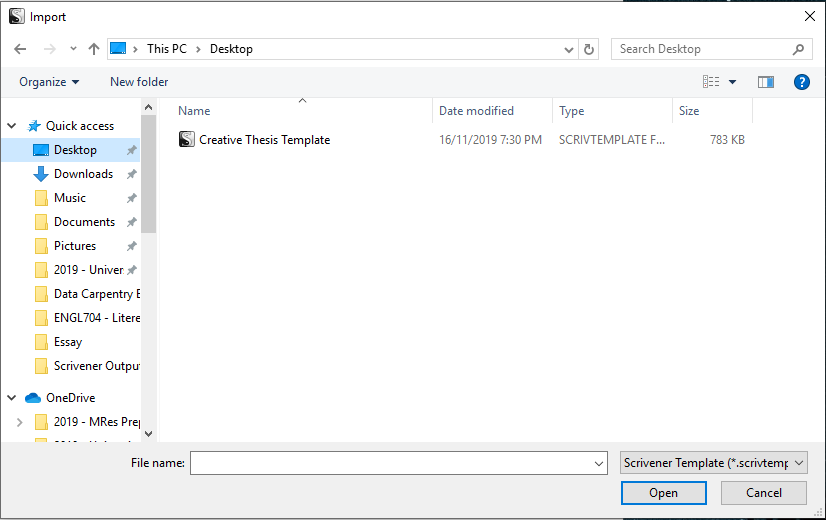 Import
This PC > Desktop
Search Desktop
Organize
New folder
Name
Date modified
Type
Size
Quick access
Desktop
Downloads
Music
Documents
Pictures
2019 - Univer
Data Carpentry E
ENGL704 - Litere
Essay
Scrivener Outpu
OneDrive
2019 - MRes Prep
Creative Thesis Template
16/11/2019 7:30 PM
SCRIVTEMPLATE F...
783 KB
File name:
Scrivener Template (*.scrivtemp
Open
Cancel